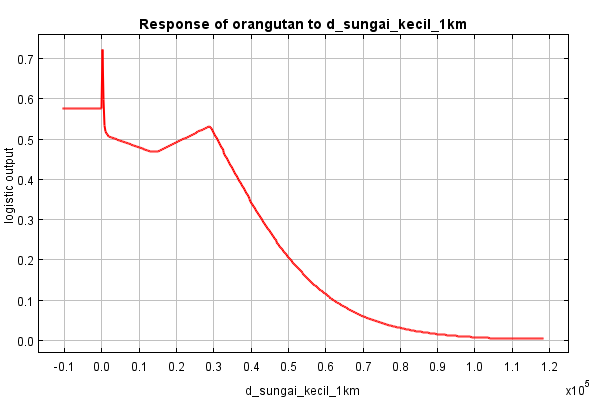 Response of orangutan to d_sungai_kecil_1km
logistic output
0.7
0.6
0.5
0.4
0.3
0.2
0.1
0.0
-0.1 0.0 0.1 0.2 0.3 0.4 0.5 0.6 0.7 0.8 0.9 1.0 1.1 1.2
d_sungai_kecil_1km
x10⁵